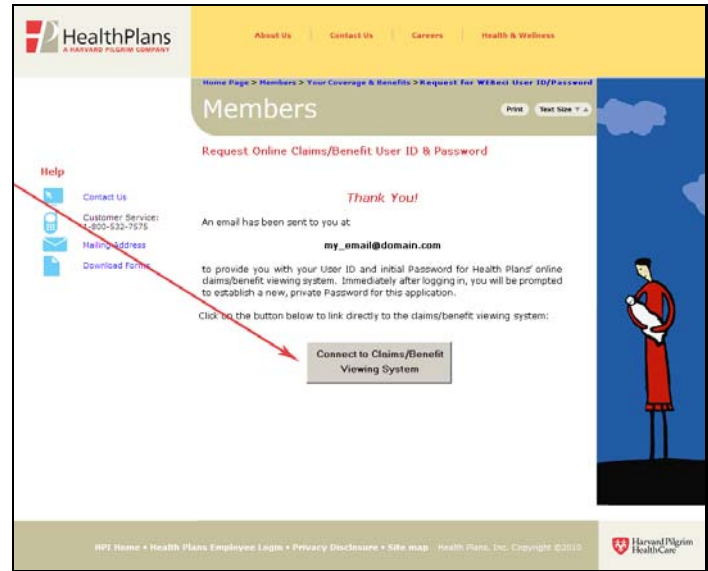 HealthPlans
A HARVARD PILGRIM COMPANY
About Us | Contact Us | Careers | Health & Wellness
Home Page > Members > Your Coverage & Benefits > Request for WEBeci User ID/Password
Members
Print Text Size
Request Online Claims/Benefit User ID & Password
Help
Contact Us
Customer Service:
1-800-532-7575
Mailing Address
Download Forms
Thank You!
An email has been sent to you at
my_email@domain.com
to provide you with your User ID and initial Password for Health Plans' online
claims/benefit viewing system. Immediately after logging in, you will be prompted
to establish a new, private Password for this application.
Click on the button below to link directly to the claims/benefit viewing system:
Connect to Claims/Benefit
Viewing System
HPI Home • Health Plans Employee Login • Privacy Disclosure • Site map Health Plans, Inc. Copyright ©2010
Harvard Pilgrim
HealthCare